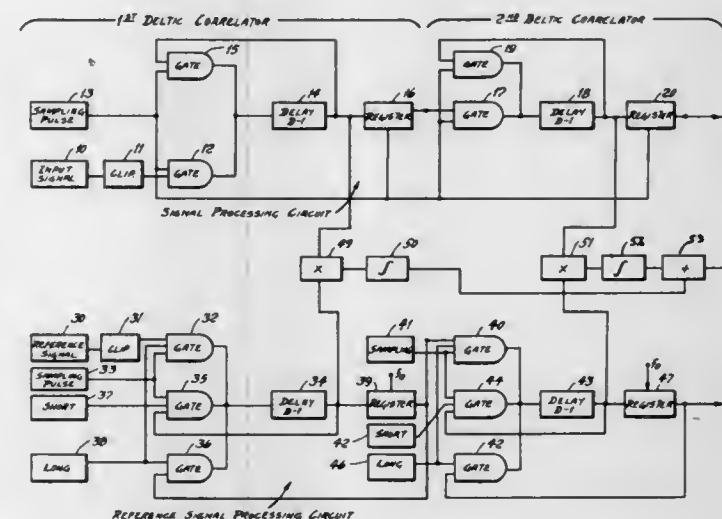 1ST DELTIC CORRELATOR
2ND DELTIC CORRELATOR
15
GATE
19
GATE
13
SAMPLING
PULSE
14
DELAY
D-1
16
REGISTER
17
GATE
18
DELAY
D-1
20
REGISTER
10
INPUT
SIGNAL
11
CLIP
12
GATE
SIGNAL PROCESSING CIRCUIT
49
X
50
∫
51
X
52
∫
53
+
30
REFERENCE
SIGNAL
31
CLIP
32
GATE
41
SAMPLING
40
GATE
SAMPLING
PULSE
33
SHORT
37
35
GATE
34
DELAY
D-1
39
fo
REGISTER
44
GATE
43
DELAY
D-1
fo
47
REGISTER
42
SHORT
38
LONG
36
GATE
46
LONG
42
GATE
REFERENCE SIGNAL PROCESSING CIRCUIT